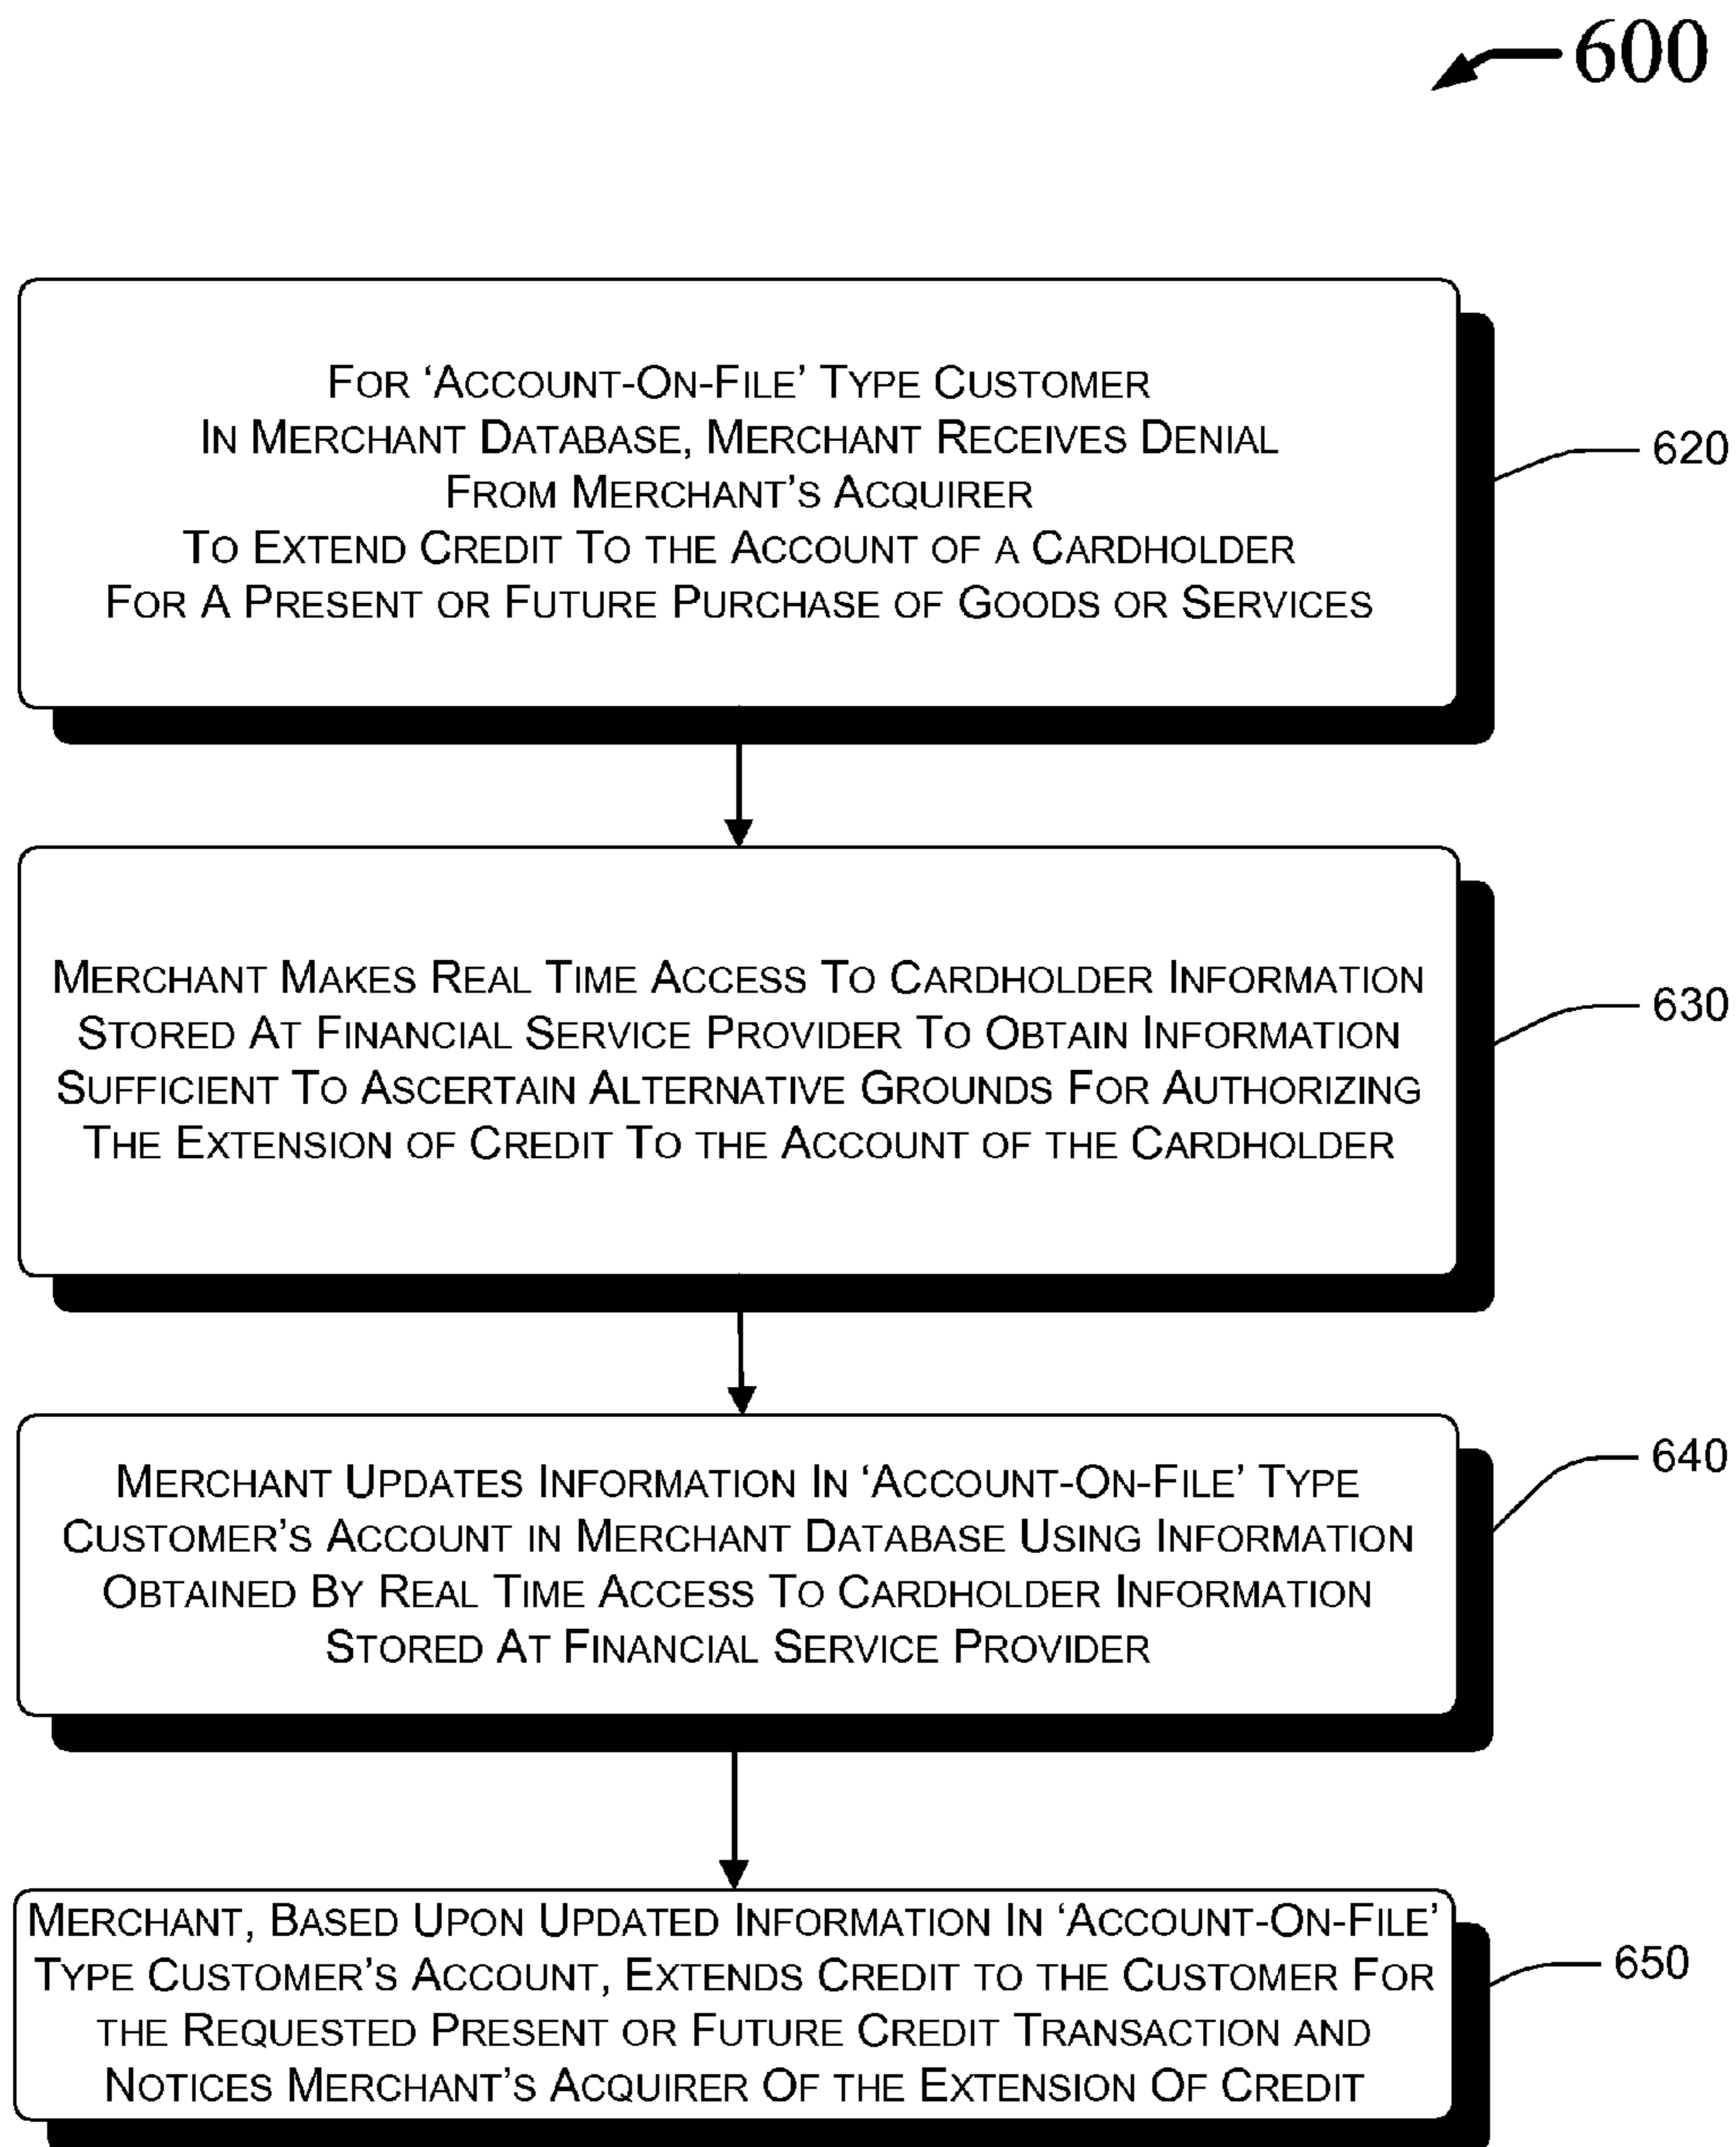 600
FOR ‘ACCOUNT-ON-FILE’ TYPE CUSTOMER
IN MERCHANT DATABASE, MERCHANT RECEIVES DENIAL
FROM MERCHANT’S ACQUIRER
TO EXTEND CREDIT TO THE ACCOUNT OF A CARDHOLDER
FOR A PRESENT OR FUTURE PURCHASE OF GOODS OR SERVICES
620
MERCHANT MAKES REAL TIME ACCESS TO CARDHOLDER INFORMATION
STORED AT FINANCIAL SERVICE PROVIDER TO OBTAIN INFORMATION
SUFFICIENT TO ASCERTAIN ALTERNATIVE GROUNDS FOR AUTHORIZING
THE EXTENSION OF CREDIT TO THE ACCOUNT OF THE CARDHOLDER
630
MERCHANT UPDATES INFORMATION IN ‘ACCOUNT-ON-FILE’ TYPE
CUSTOMER’S ACCOUNT IN MERCHANT DATABASE USING INFORMATION
OBTAINED BY REAL TIME ACCESS TO CARDHOLDER INFORMATION
STORED AT FINANCIAL SERVICE PROVIDER
640
MERCHANT, BASED UPON UPDATED INFORMATION IN ‘ACCOUNT-ON-FILE’
TYPE CUSTOMER’S ACCOUNT, EXTENDS CREDIT TO THE CUSTOMER FOR
THE REQUESTED PRESENT OR FUTURE CREDIT TRANSACTION AND
NOTICES MERCHANT’S ACQUIRER OF THE EXTENSION OF CREDIT
650